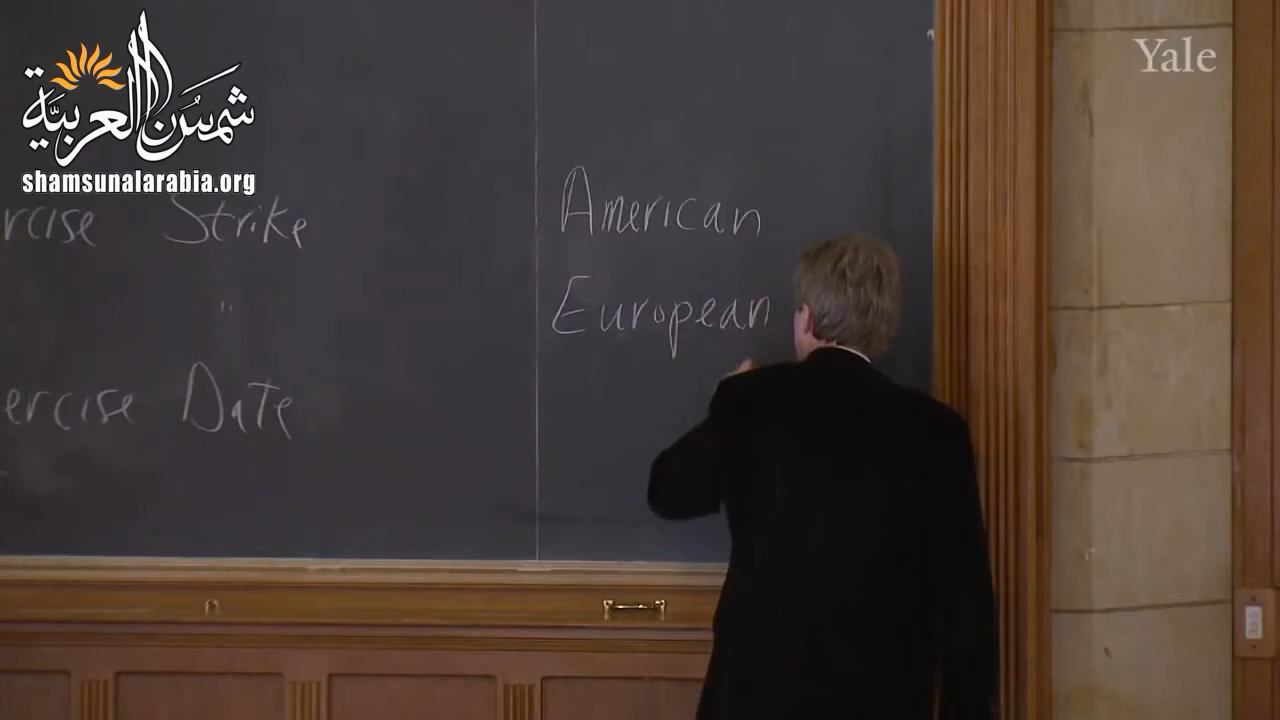 شمس العربية
shamsunalarabia.org
Yale
rcise Strike
"
ercise Date
American
European